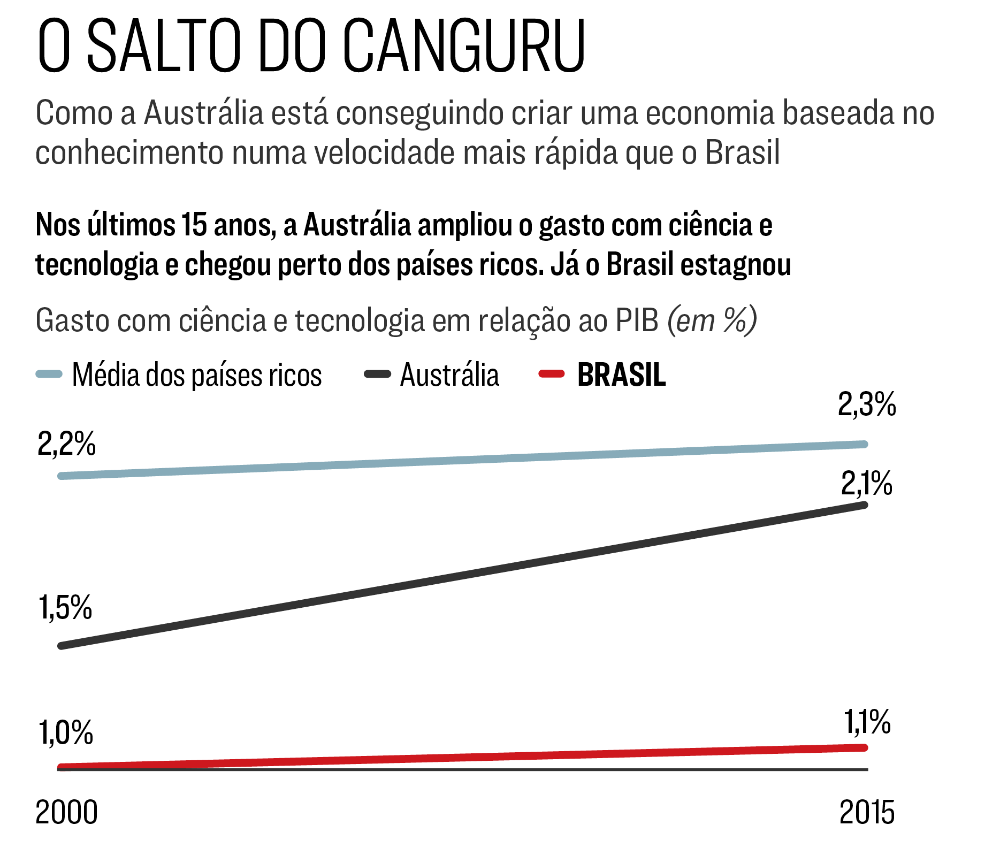 O SALTO DO CANGURU
Como a Austrália está conseguindo criar uma economia baseada no
conhecimento numa velocidade mais rápida que o Brasil
Nos últimos 15 anos, a Austrália ampliou o gasto com ciência e
tecnologia e chegou perto dos países ricos. Já o Brasil estagnou
Gasto com ciência e tecnologia em relação ao PIB (em %)
Média dos países ricos Austrália BRASIL
2,3%
2,2%
2,1%
1,5%
1,1%
1,0%
2000 2015